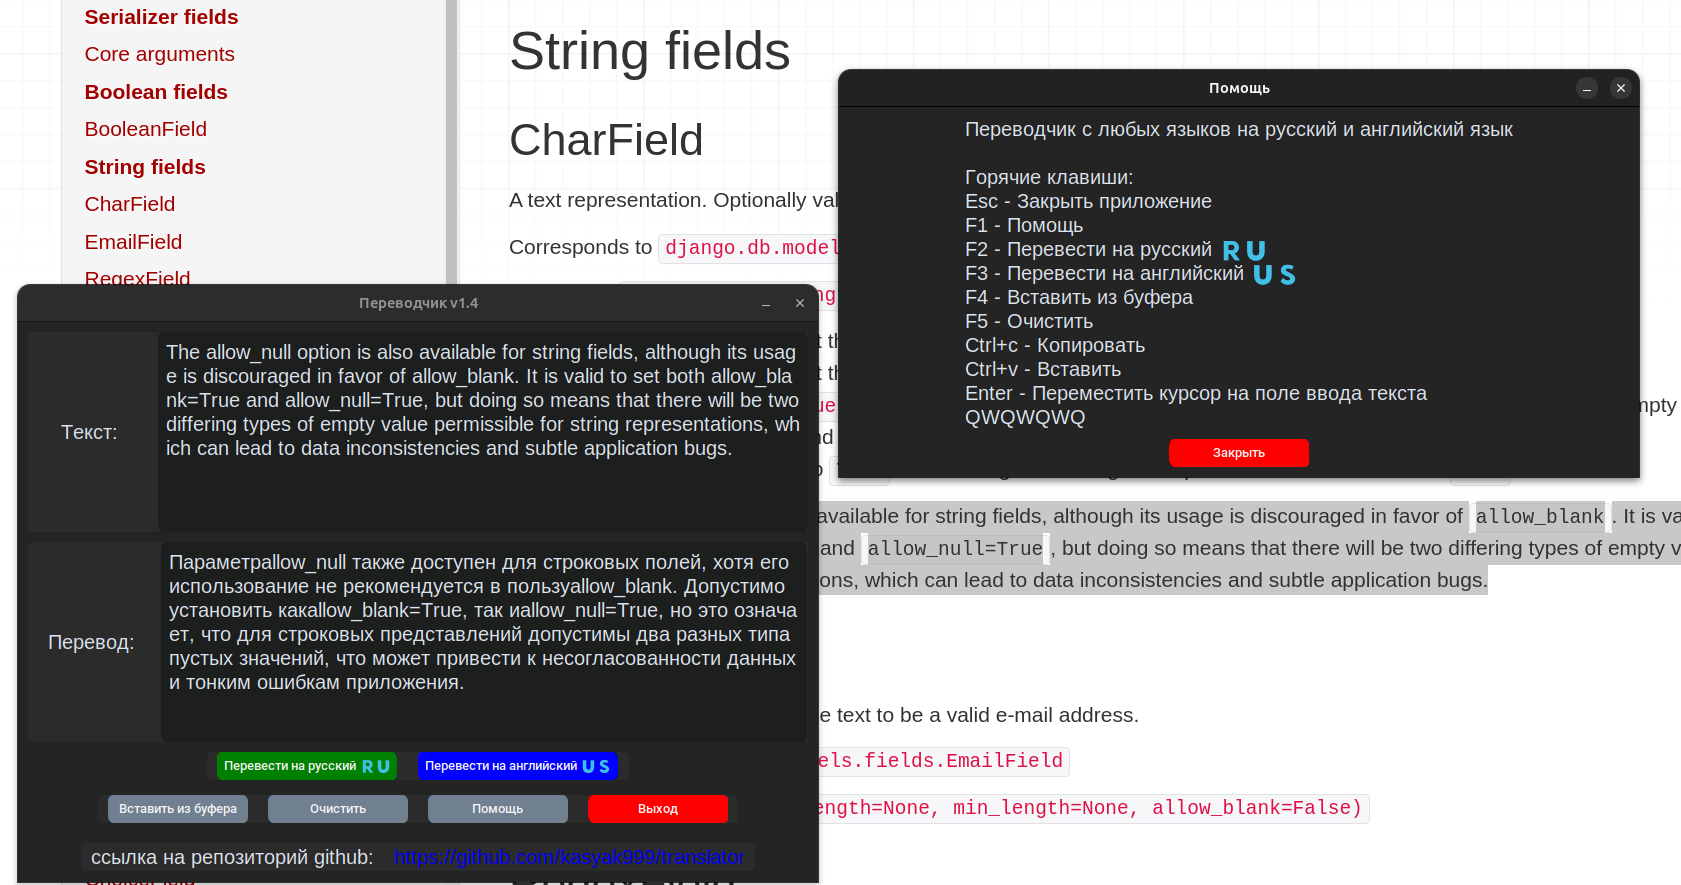 Serializer fields
Core arguments
Boolean fields
BooleanField
String fields
CharField
EmailField
RegexField
String fields
CharField
A text representation. Optionally val
Corresponds to django.db.model
Помощь
Переводчик с любых языков на русский и английский язык
Горячие клавиши:
Esc - Закрыть приложение
F1 - Помощь
F2 - Перевести на русский RU
F3 - Перевести на английский US
F4 - Вставить из буфера
F5 - Очистить
Ctrl+c - Копировать
Ctrl+v - Вставить
Enter - Переместить курсор на поле ввода текста
QWQWQWQ
Закрыть
Переводчик v1.4
Текст:
The allow_null option is also available for string fields, although its usag
e is discouraged in favor of allow_blank. It is valid to set both allow_bla
nk=True and allow_null=True, but doing so means that there will be two
differing types of empty value permissible for string representations, wh
ich can lead to data inconsistencies and subtle application bugs.
Перевод:
Параметрallow_null также доступен для строковых полей, хотя его
использование не рекомендуется в пользуallow_blank. Допустимо
установить какallow_blank=True, так иallow_null=True, но это означа
ет, что для строковых представлений допустимы два разных типа
пустых значений, что может привести к несогласованности данных
и тонким ошибкам приложения.
Перевести на русский RU
Перевести на английский US
Вставить из буфера
Очистить
Помощь
Выход
ссылка на репозиторий github: https://github.com/kasyak999/translator
available for string fields, although its usage is discouraged in favor of allow_blank. It is va
and allow_null=True, but doing so means that there will be two differing types of empty v
ons, which can lead to data inconsistencies and subtle application bugs.
e text to be a valid e-mail address.
els.fields.EmailField
ength=None, min_length=None, allow_blank=False)